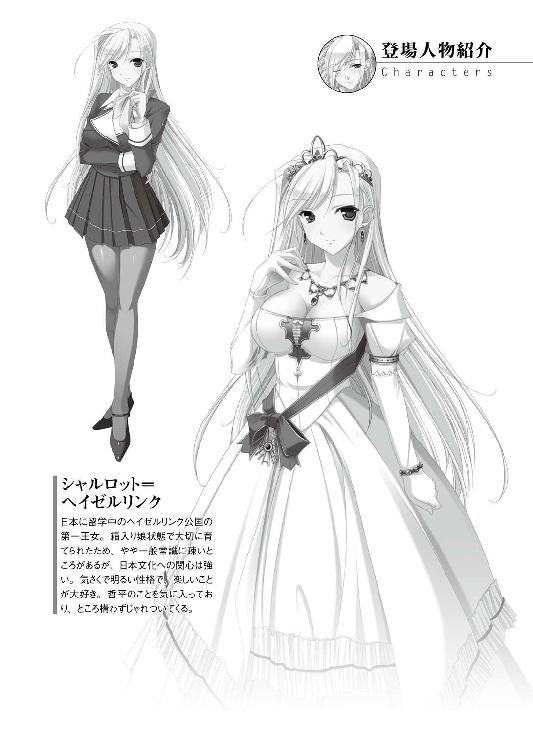 登場人物紹介
Characters
シャルロット＝
ヘイゼルリンク
日本に留学中のヘイゼルリンク公国の
第一王女。箱入り娘状態で大切に育
てられたため、やや一般常識に疎いと
ころがあるが、日本文化への関心は強
い。気さくで明るい性格で、楽しいこと
が大好き。哲平のことを気に入ってお
り、ところ構わずじゃれついてくる。